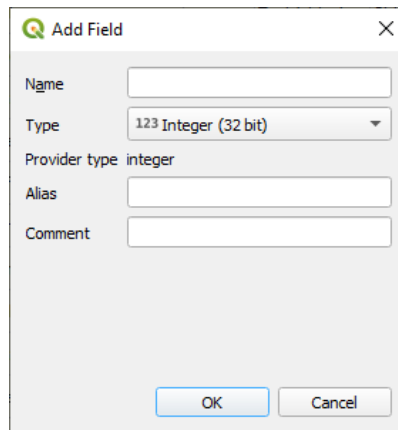 Add Field
Name
Type 123 Integer (32 bit)
Provider type integer
Alias
Comment
OK Cancel